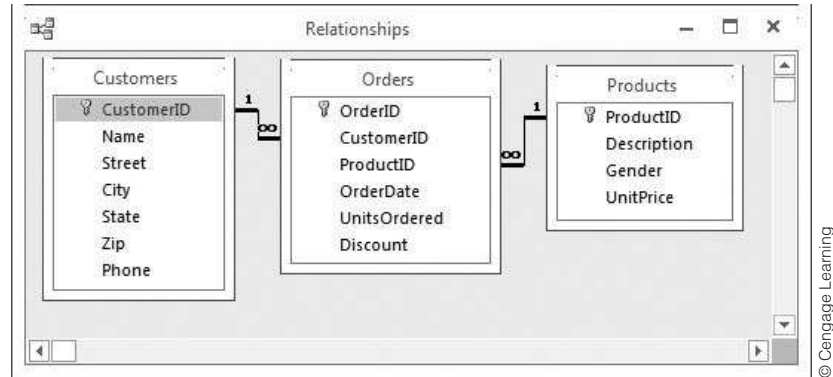 Relationships
Customers
CustomerID
Name
Street
City
State
Zip
Phone
1
∞
Orders
OrderID
CustomerID
ProductID
OrderDate
UnitsOrdered
Discount
1
∞
Products
ProductID
Description
Gender
UnitPrice
© Cengage Learning